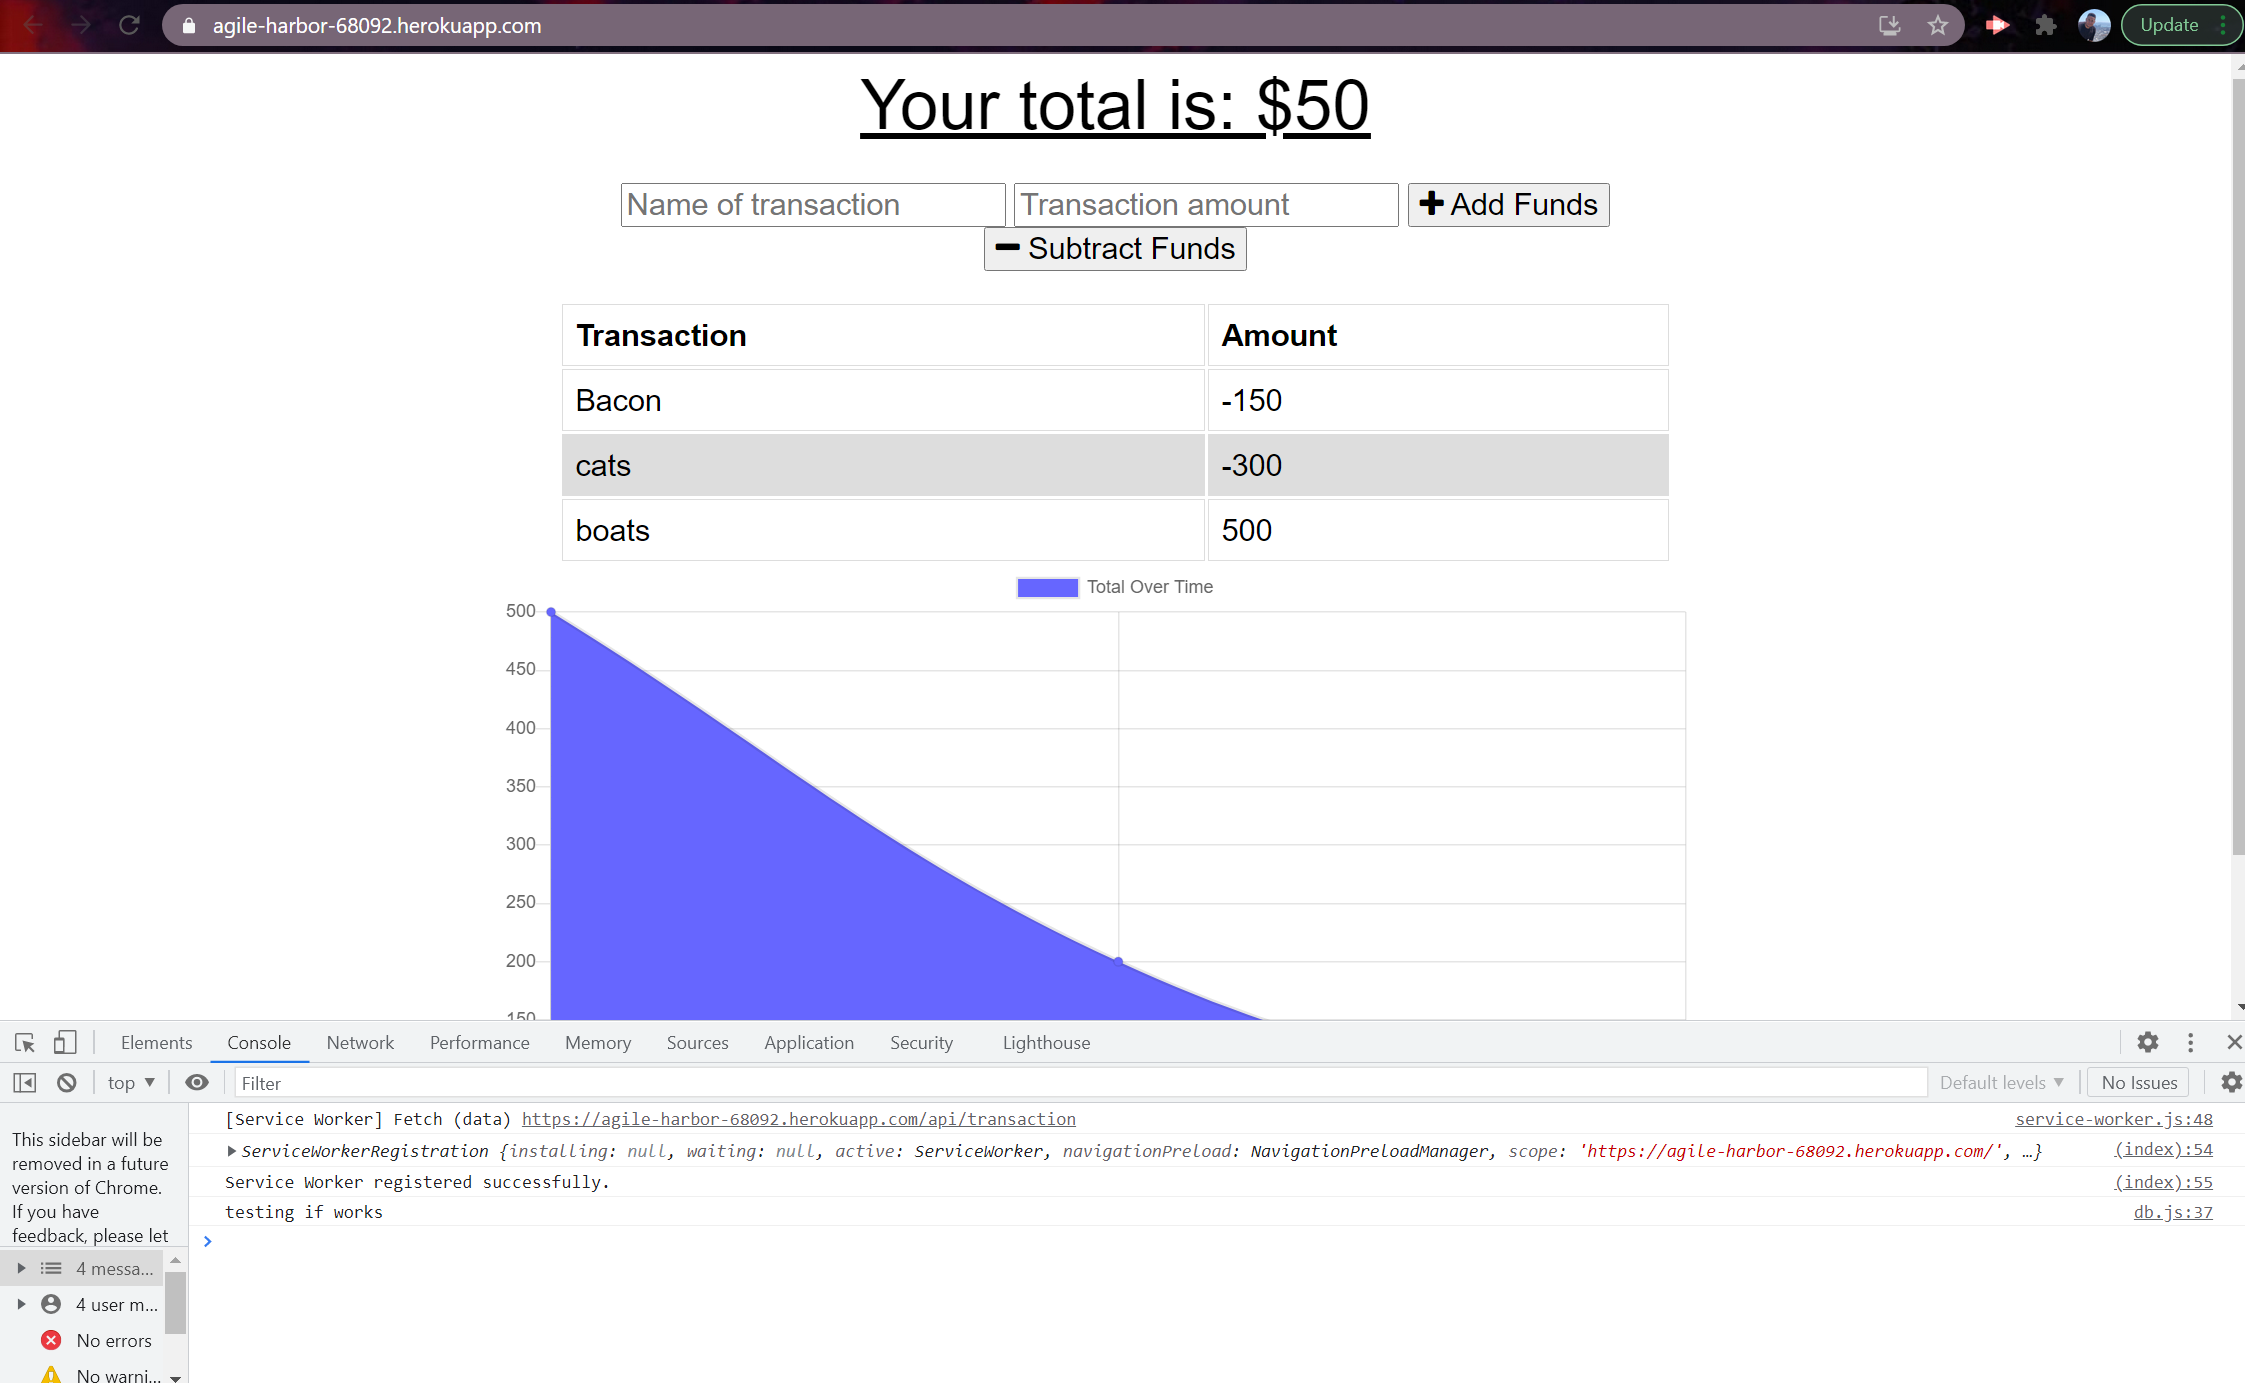 agile-harbor-68092.herokuapp.com
Update
Your total is: $50
Name of transaction Transaction amount Add Funds
Subtract Funds
Transaction Amount
Bacon -150
cats -300
boats 500
Total Over Time
500
450
400
350
300
250
200
150
Elements Console Network Performance Memory Sources Application Security Lighthouse
top Filter Default levels No Issues
This sidebar will be
removed in a future
version of Chrome.
If you have
feedback, please let
4 messa...
4 user m...
No errors
No warni...
[Service Worker] Fetch (data) https://agile-harbor-68092.herokuapp.com/api/transaction service-worker.js:48
ServiceWorkerRegistration {installing: null, waiting: null, active: ServiceWorker, navigationPreload: NavigationPreloadManager, scope: 'https://agile-harbor-68092.herokuapp.com/', …} (index):54
Service Worker registered successfully. (index):55
testing if works db.js:37